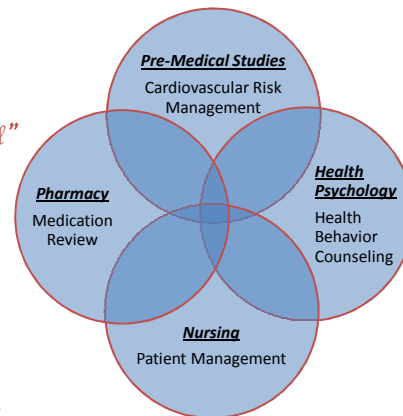 Pre-Medical Studies
Cardiovascular Risk
Management
Pharmacy
Medication
Review
Health
Psychology
Health
Behavior
Counseling
Nursing
Patient Management